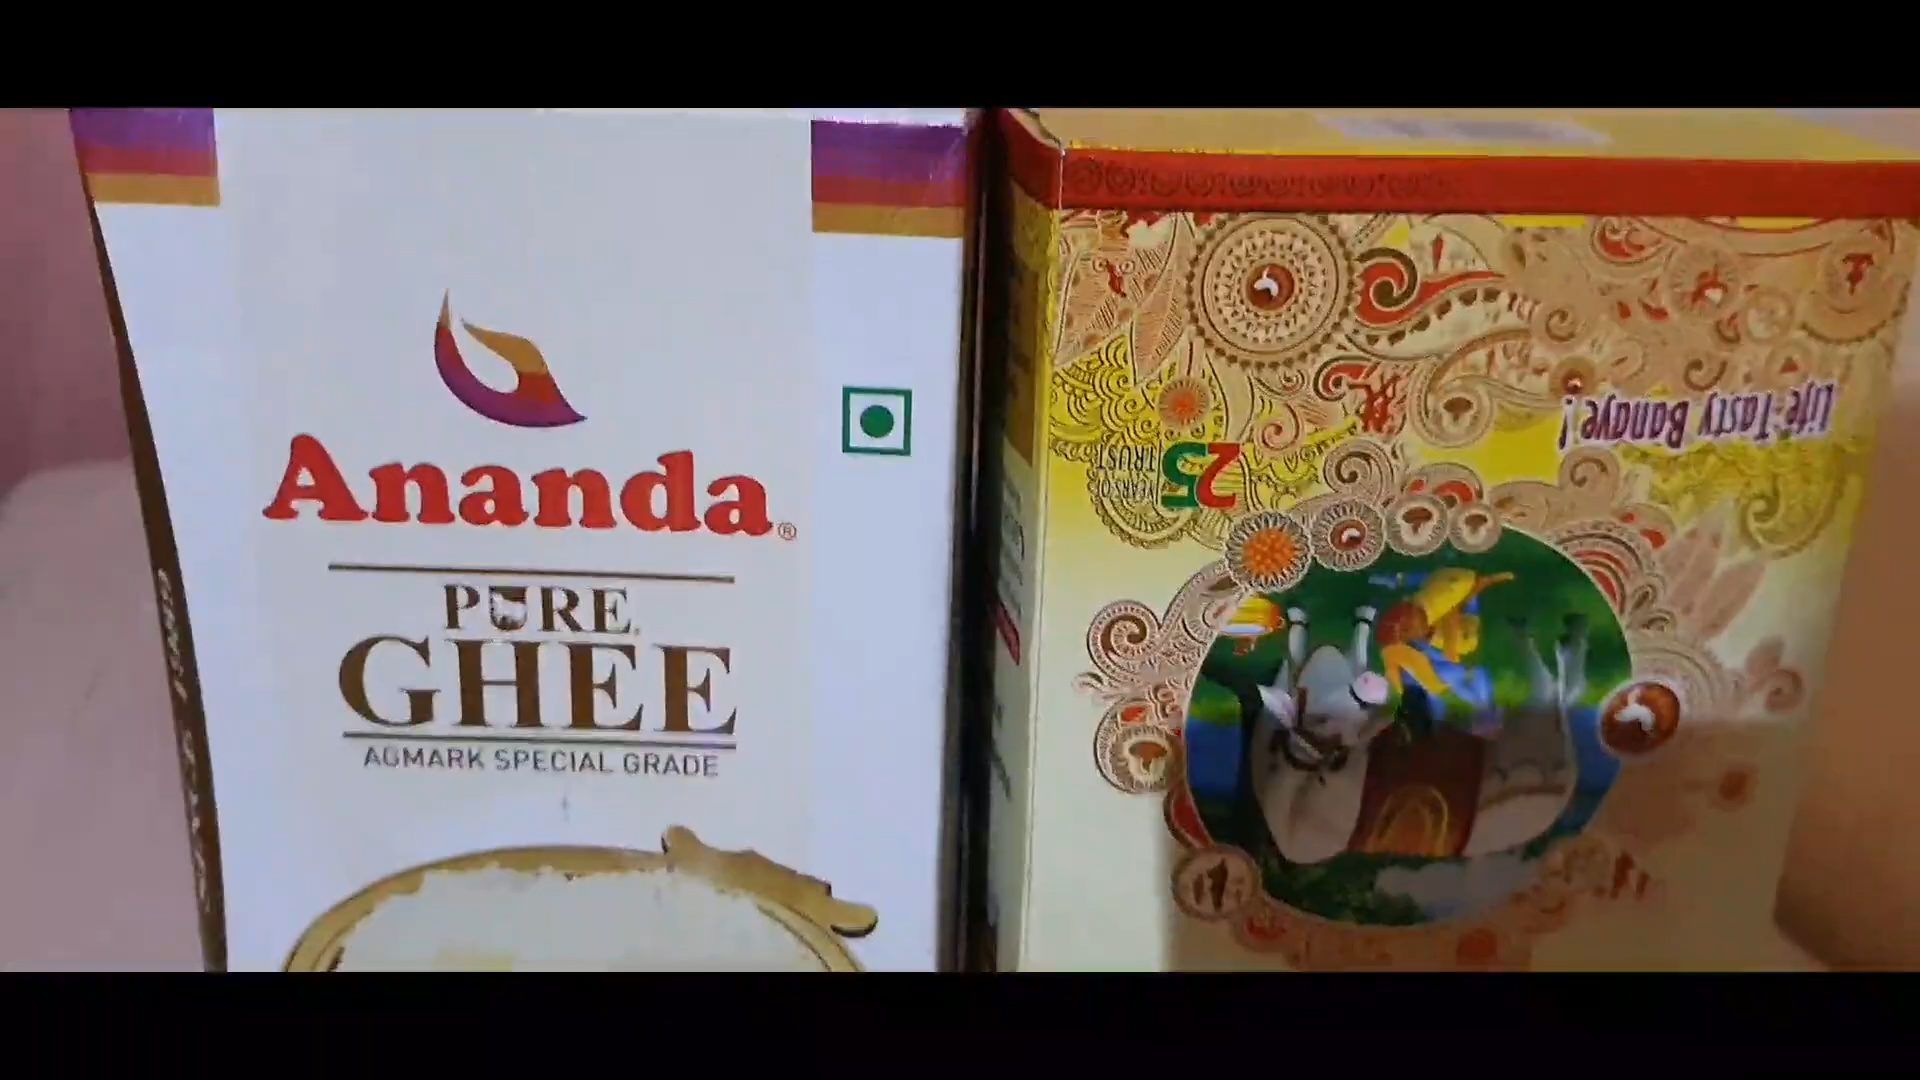 Ananda®
PURE
GHEE
AGMARK SPECIAL GRADE
Life Tasty Banaye!
25
YEARS OF
TRUST